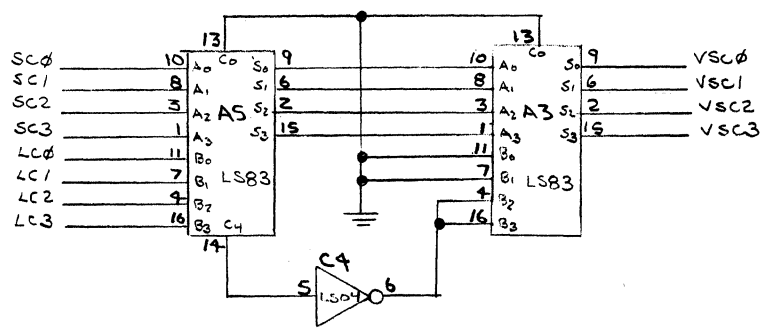 13 13
SCØ 10 A0 C0 S0 9 10 A0 C0 S0 9 VSCØ
SC1 8 A1 S1 6 8 A1 S1 6 VSC1
SC2 3 A2 A5 S2 2 3 A2 A3 S2 2 VSC2
SC3 1 A3 S3 15 1 A3 S3 15 VSC3
LCØ 11 B0 11 B0
LC1 7 B1 LS83 7 B1 LS83
LC2 4 B2 4 B2
LC3 16 B3 C4 16 B3
14
C4
5 LS04 6